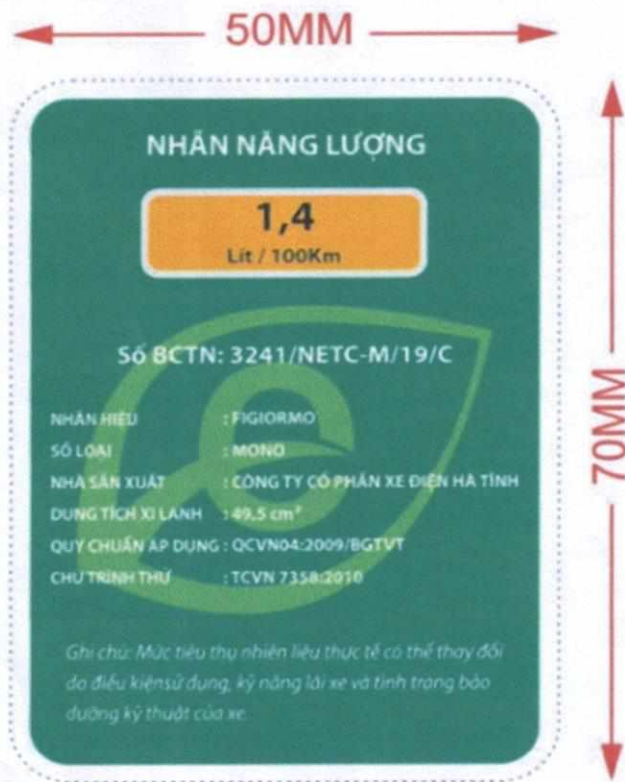 50MM
NHÃN NĂNG LƯỢNG
1,4
Lít / 100Km
70MM
Số BCTN: 3241/NETC-M/19/C
NHÃN HIỆU : FIGIORMO
SỐ LOẠI : MONO
NHÀ SẢN XUẤT : CÔNG TY CỔ PHẦN XE ĐIỆN HÀ TĨNH
DUNG TÍCH XI LANH : 49,5 cm³
QUY CHUẨN ÁP DỤNG : QCVN04:2009/BGTVT
CHU TRÌNH THỬ : TCVN 7358:2010
Ghi chú: Mức tiêu thụ nhiên liệu thực tế có thể thay đổi
do điều kiệnsử dụng, kỹ năng lái xe và tình trạng bảo
dưỡng kỹ thuật của xe.